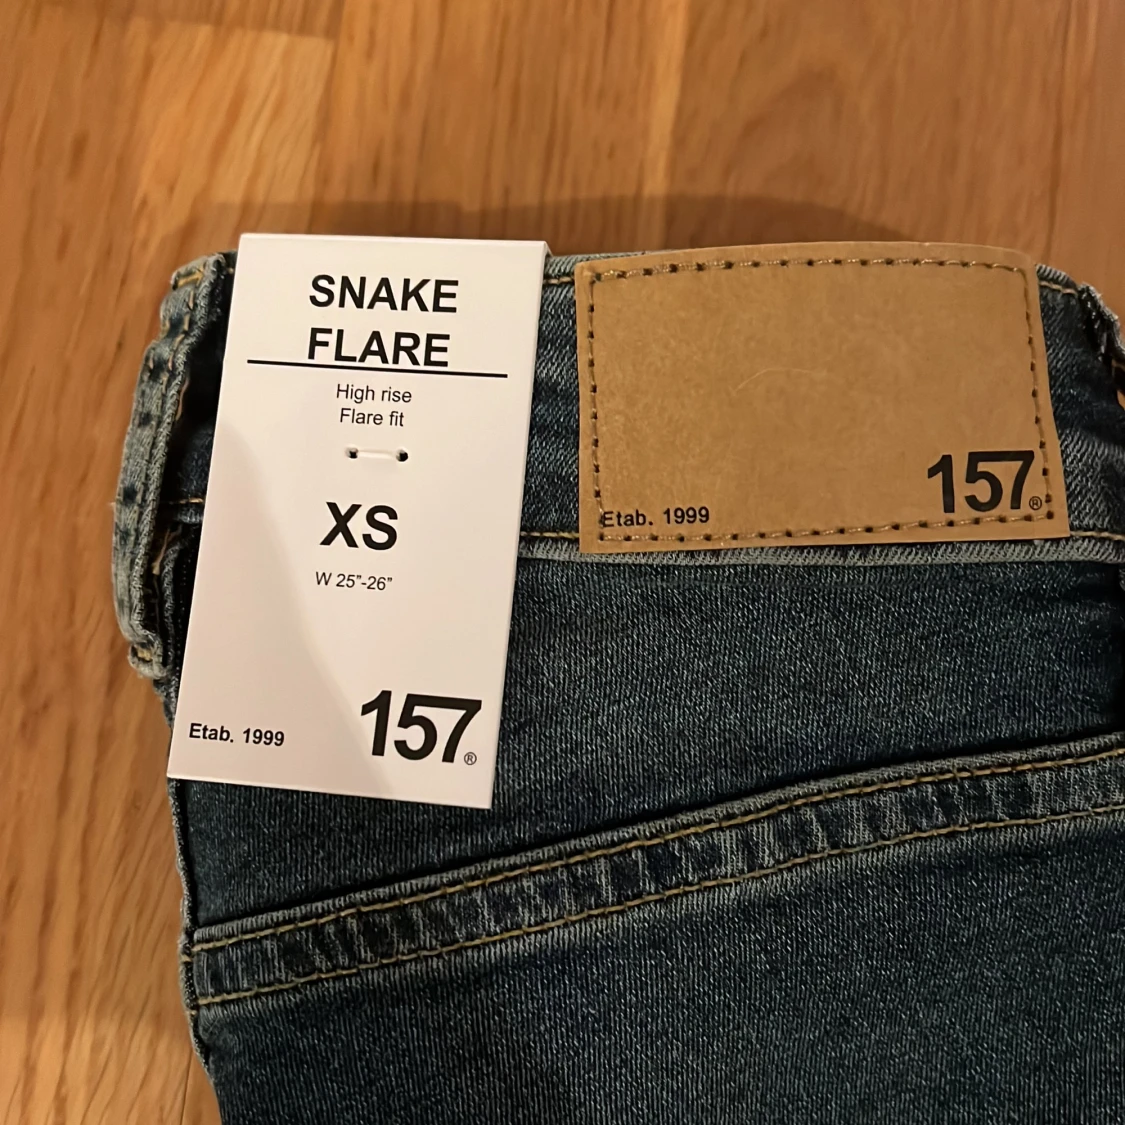 SNAKE
FLARE
High rise
Flare fit
XS
W 25”-26”
Etab. 1999
157®
157®
Etab. 1999